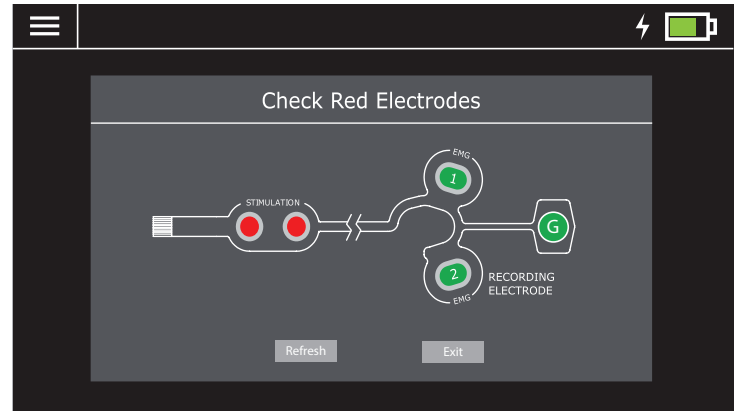 Check Red Electrodes
EMG
1
STIMULATION
G
2
RECORDING
ELECTRODE
EMG
Refresh
Exit